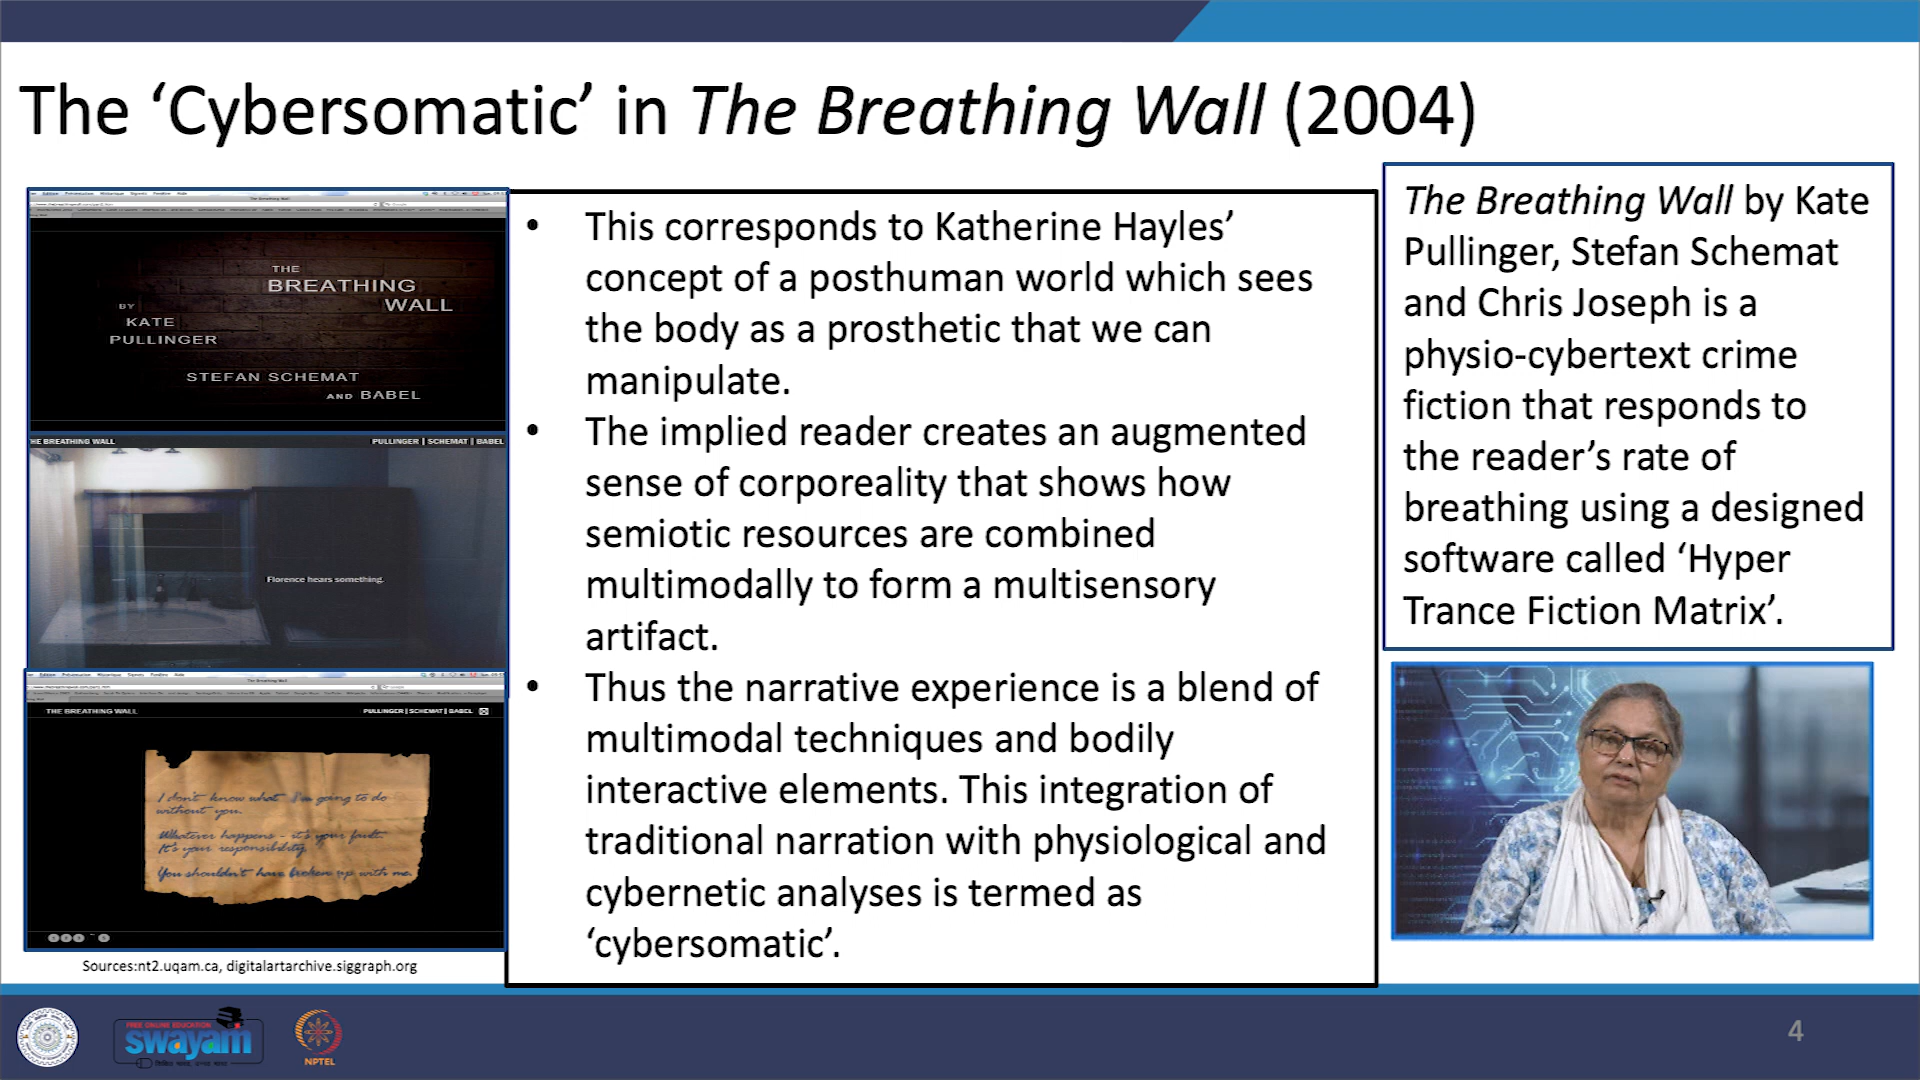 The ‘Cybersomatic’ in The Breathing Wall (2004)
THE
BREATHING
WALL
BY
KATE
PULLINGER
STEFAN SCHEMAT
AND BABEL
HE BREATHING WALL
PULLINGER | SCHEMAT | BABEL
Florence hears something.
THE BREATHING WALL
PULLINGER | SCHEMAT | BABEL
I don't know what I'm going to do
without you.
Whatever happens - it's your fault.
It's your responsibility.
You shouldn't have broken up with me.
Sources:nt2.uqam.ca, digitalartarchive.siggraph.org
• This corresponds to Katherine Hayles’
concept of a posthuman world which sees
the body as a prosthetic that we can
manipulate.
• The implied reader creates an augmented
sense of corporeality that shows how
semiotic resources are combined
multimodally to form a multisensory
artifact.
• Thus the narrative experience is a blend of
multimodal techniques and bodily
interactive elements. This integration of
traditional narration with physiological and
cybernetic analyses is termed as
‘cybersomatic’.
The Breathing Wall by Kate
Pullinger, Stefan Schemat
and Chris Joseph is a
physio-cybertext crime
fiction that responds to
the reader’s rate of
breathing using a designed
software called ‘Hyper
Trance Fiction Matrix’.
FREE ONLINE EDUCATION
swayam
NPTEL
4